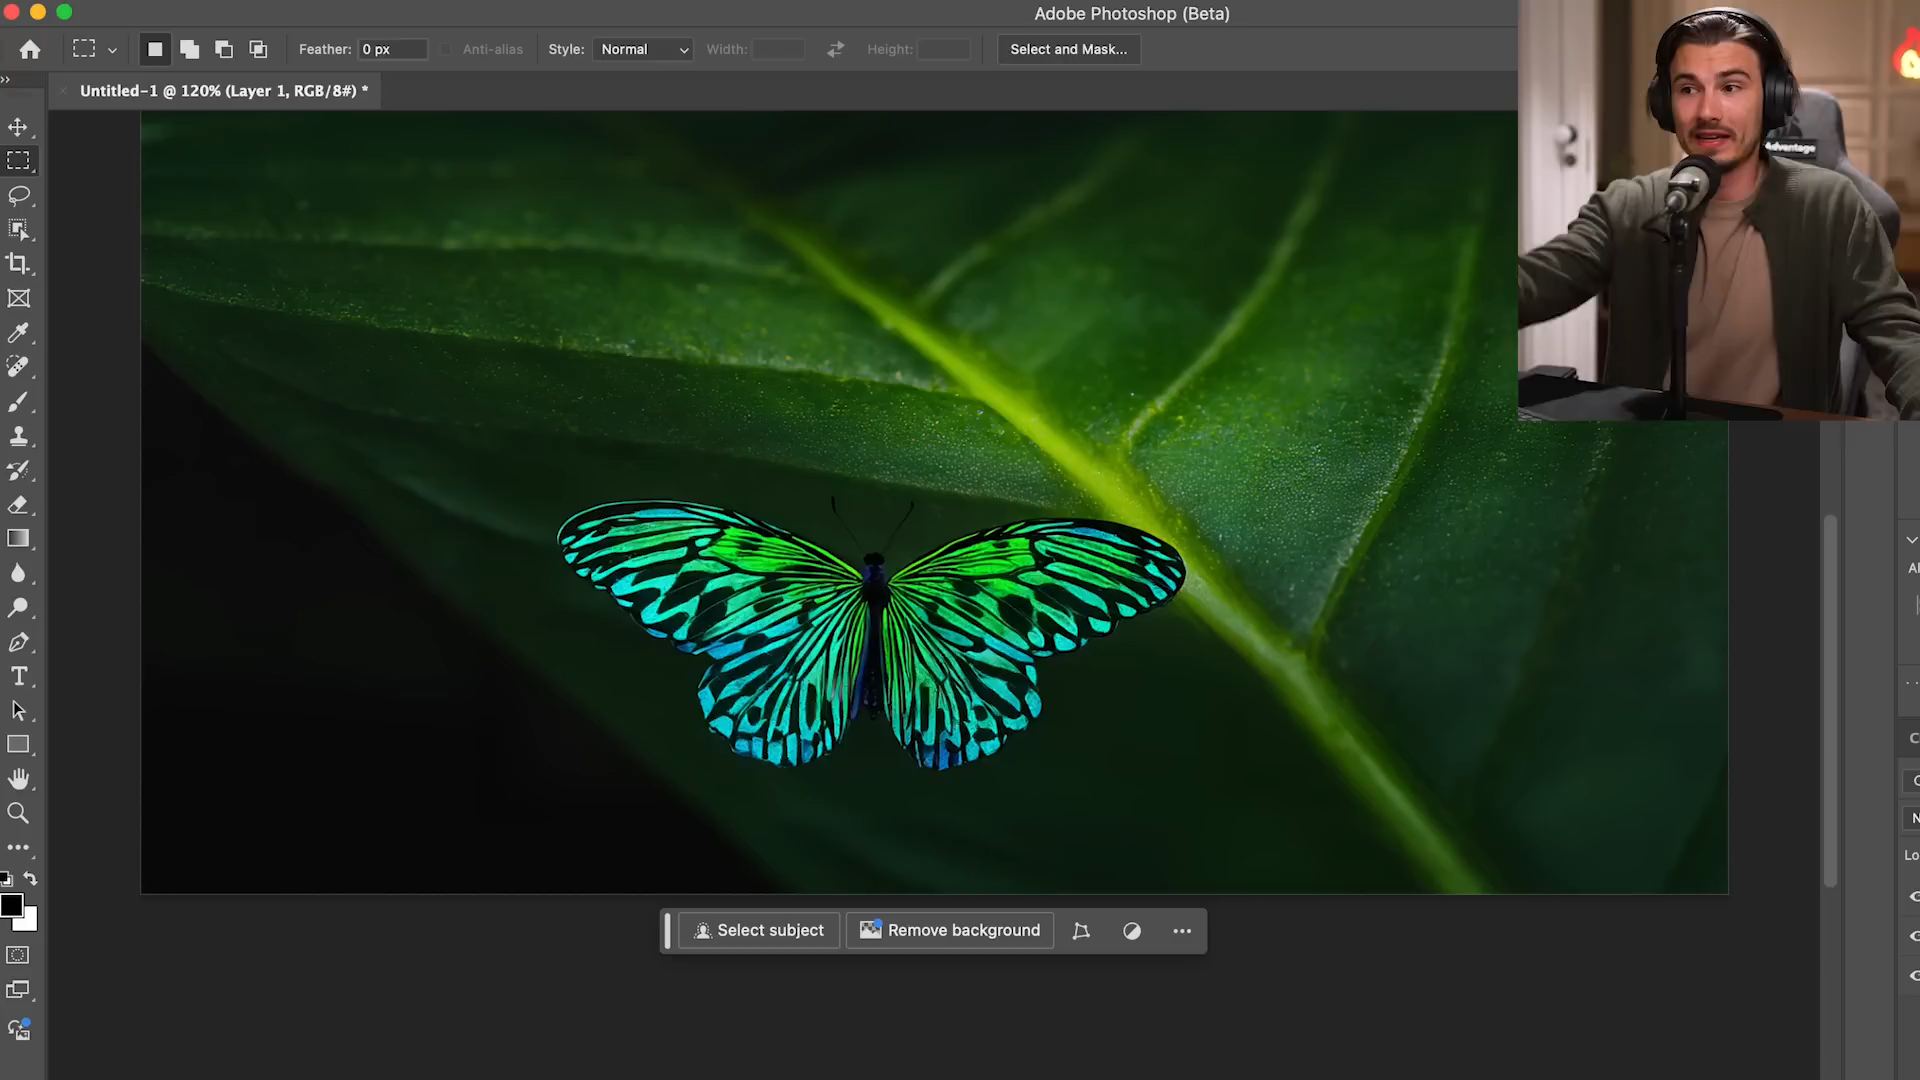 Adobe Photoshop (Beta)
Feather: 0 px Anti-alias Style: Normal Width: Height: Select and Mask...
Untitled-1 @ 120% (Layer 1, RGB/8#) *
Advantage
Select subject Remove background